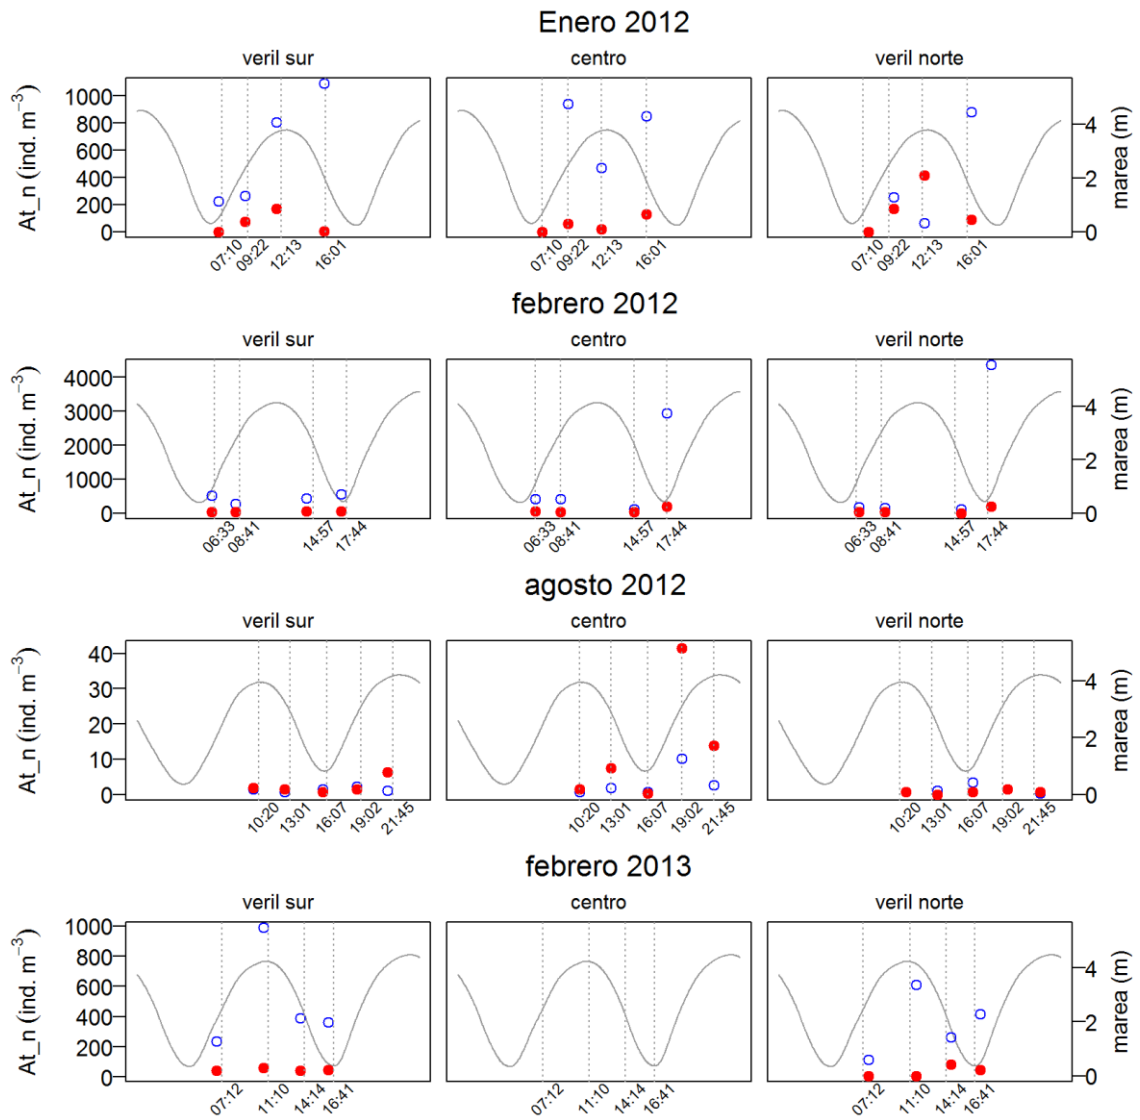 Enero 2012
veril sur centro veril norte
At_n (ind. m⁻³)
1000
800
600
400
200
0
4
2
0
marea (m)
07:10 09:22 12:13 16:01 07:10 09:22 12:13 16:01 07:10 09:22 12:13 16:01
febrero 2012
veril sur centro veril norte
At_n (ind. m⁻³)
4000
3000
2000
1000
0
4
2
0
marea (m)
06:33 08:41 14:57 17:44 06:33 08:41 14:57 17:44 06:33 08:41 14:57 17:44
agosto 2012
veril sur centro veril norte
At_n (ind. m⁻³)
40
30
20
10
0
4
2
0
marea (m)
10:20 13:01 16:07 19:02 21:45 10:20 13:01 16:07 19:02 21:45 10:20 13:01 16:07 19:02 21:45
febrero 2013
veril sur centro veril norte
At_n (ind. m⁻³)
1000
800
600
400
200
0
4
2
0
marea (m)
07:12 11:10 14:14 16:41 07:12 11:10 14:14 16:41 07:12 11:10 14:14 16:41